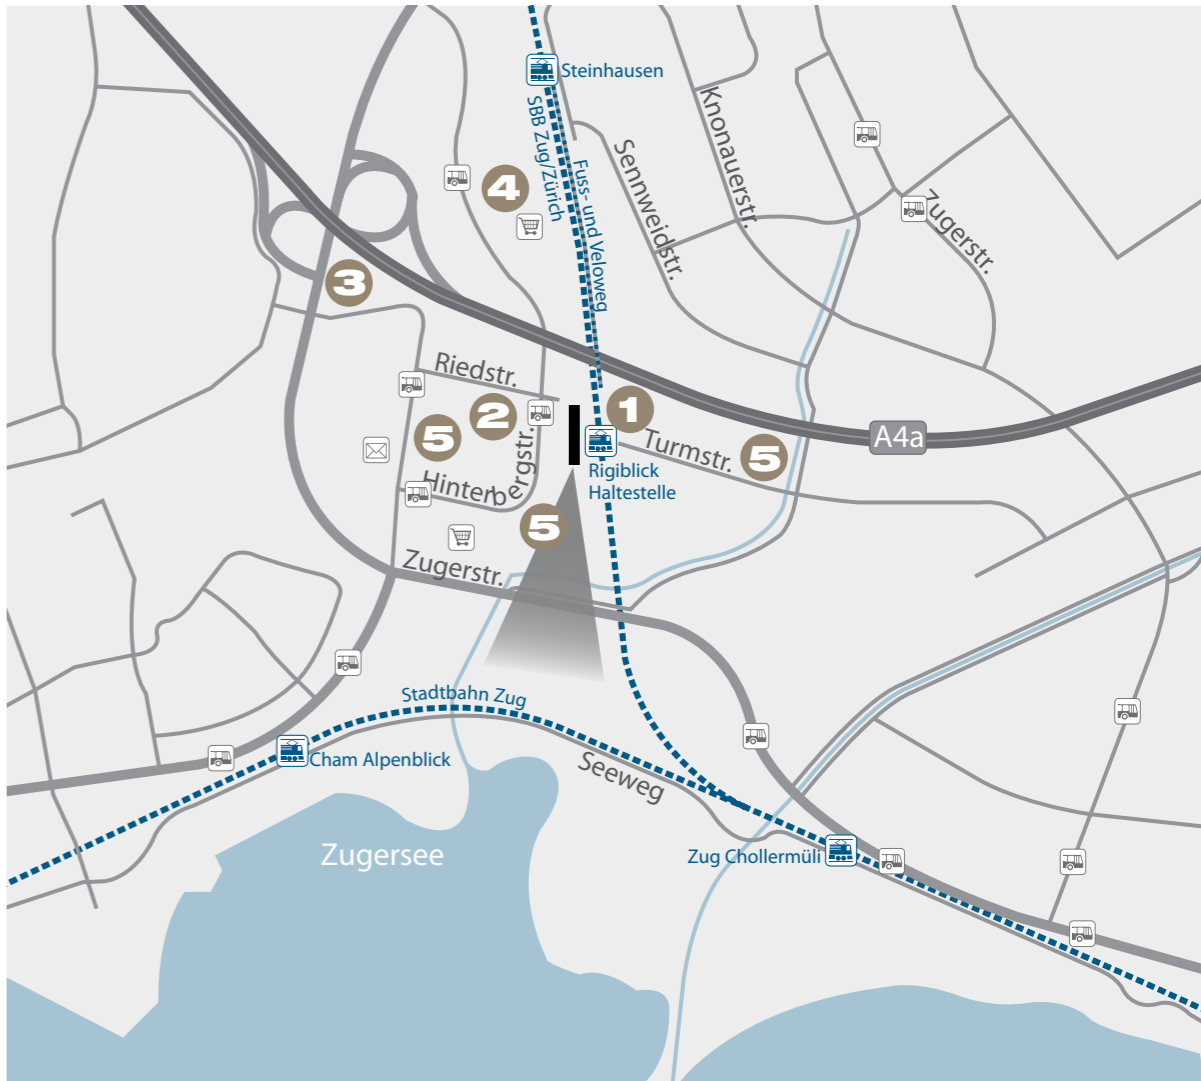 Steinhausen
SBB Zug/Zürich
Fuss- und Veloweg
Sennweidstr.
Knonauerstr.
Zugerstr.
4
3
Riedstr.
1
2
5
A4a
Turmstr.
5
Rigiblick
Haltestelle
Hinterbergstr.
5
Zugerstr.
Stadtbahn Zug
Cham Alpenblick
Seeweg
Zugersee
Zug Chollermüli